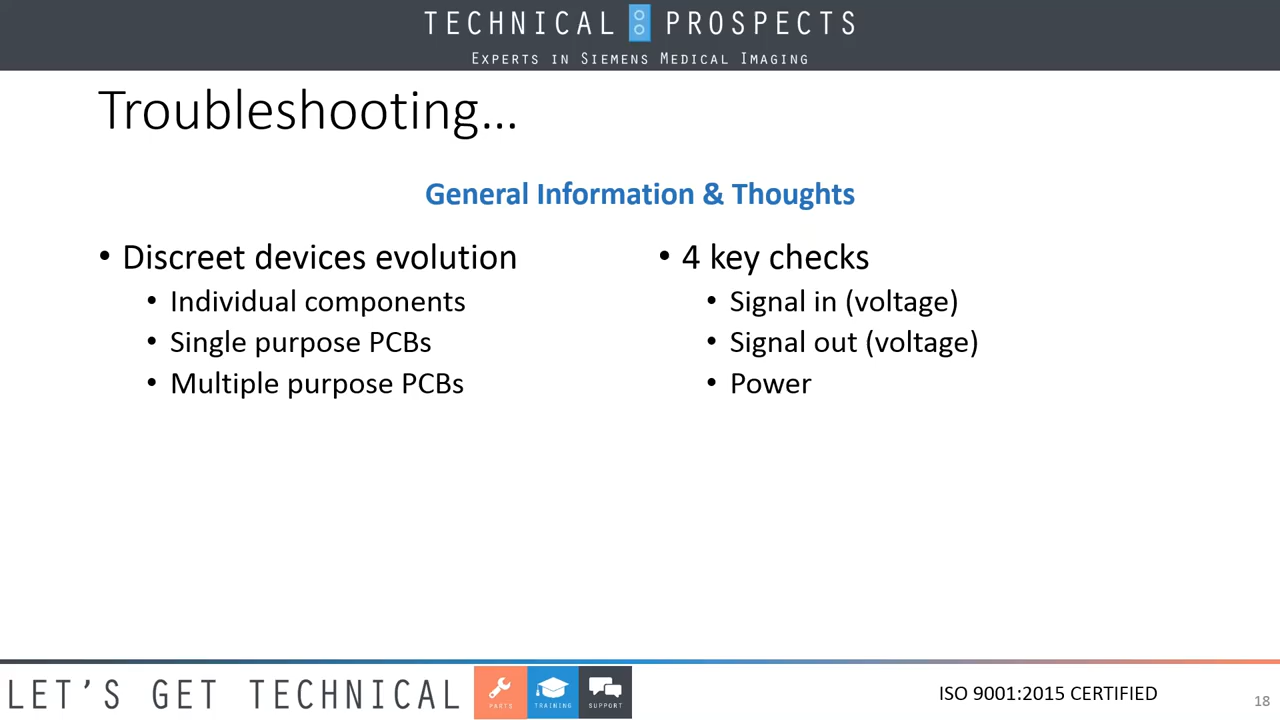 TECHNICAL PROSPECTS
EXPERTS IN SIEMENS MEDICAL IMAGING
Troubleshooting...
General Information & Thoughts
• Discreet devices evolution
• Individual components
• Single purpose PCBs
• Multiple purpose PCBs
• 4 key checks
• Signal in (voltage)
• Signal out (voltage)
• Power
LET'S GET TECHNICAL
PARTS
TRAINING
SUPPORT
ISO 9001:2015 CERTIFIED
18